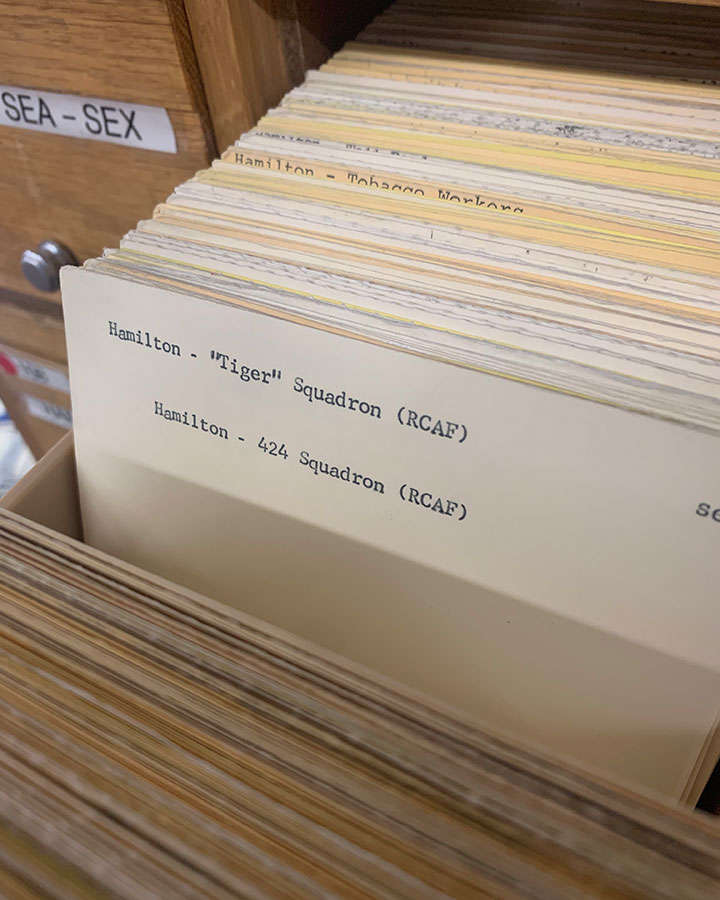 SEA – SEX
Hamilton - Tobacco Workers
Hamilton - "Tiger" Squadron (RCAF)
Hamilton - 424 Squadron (RCAF)